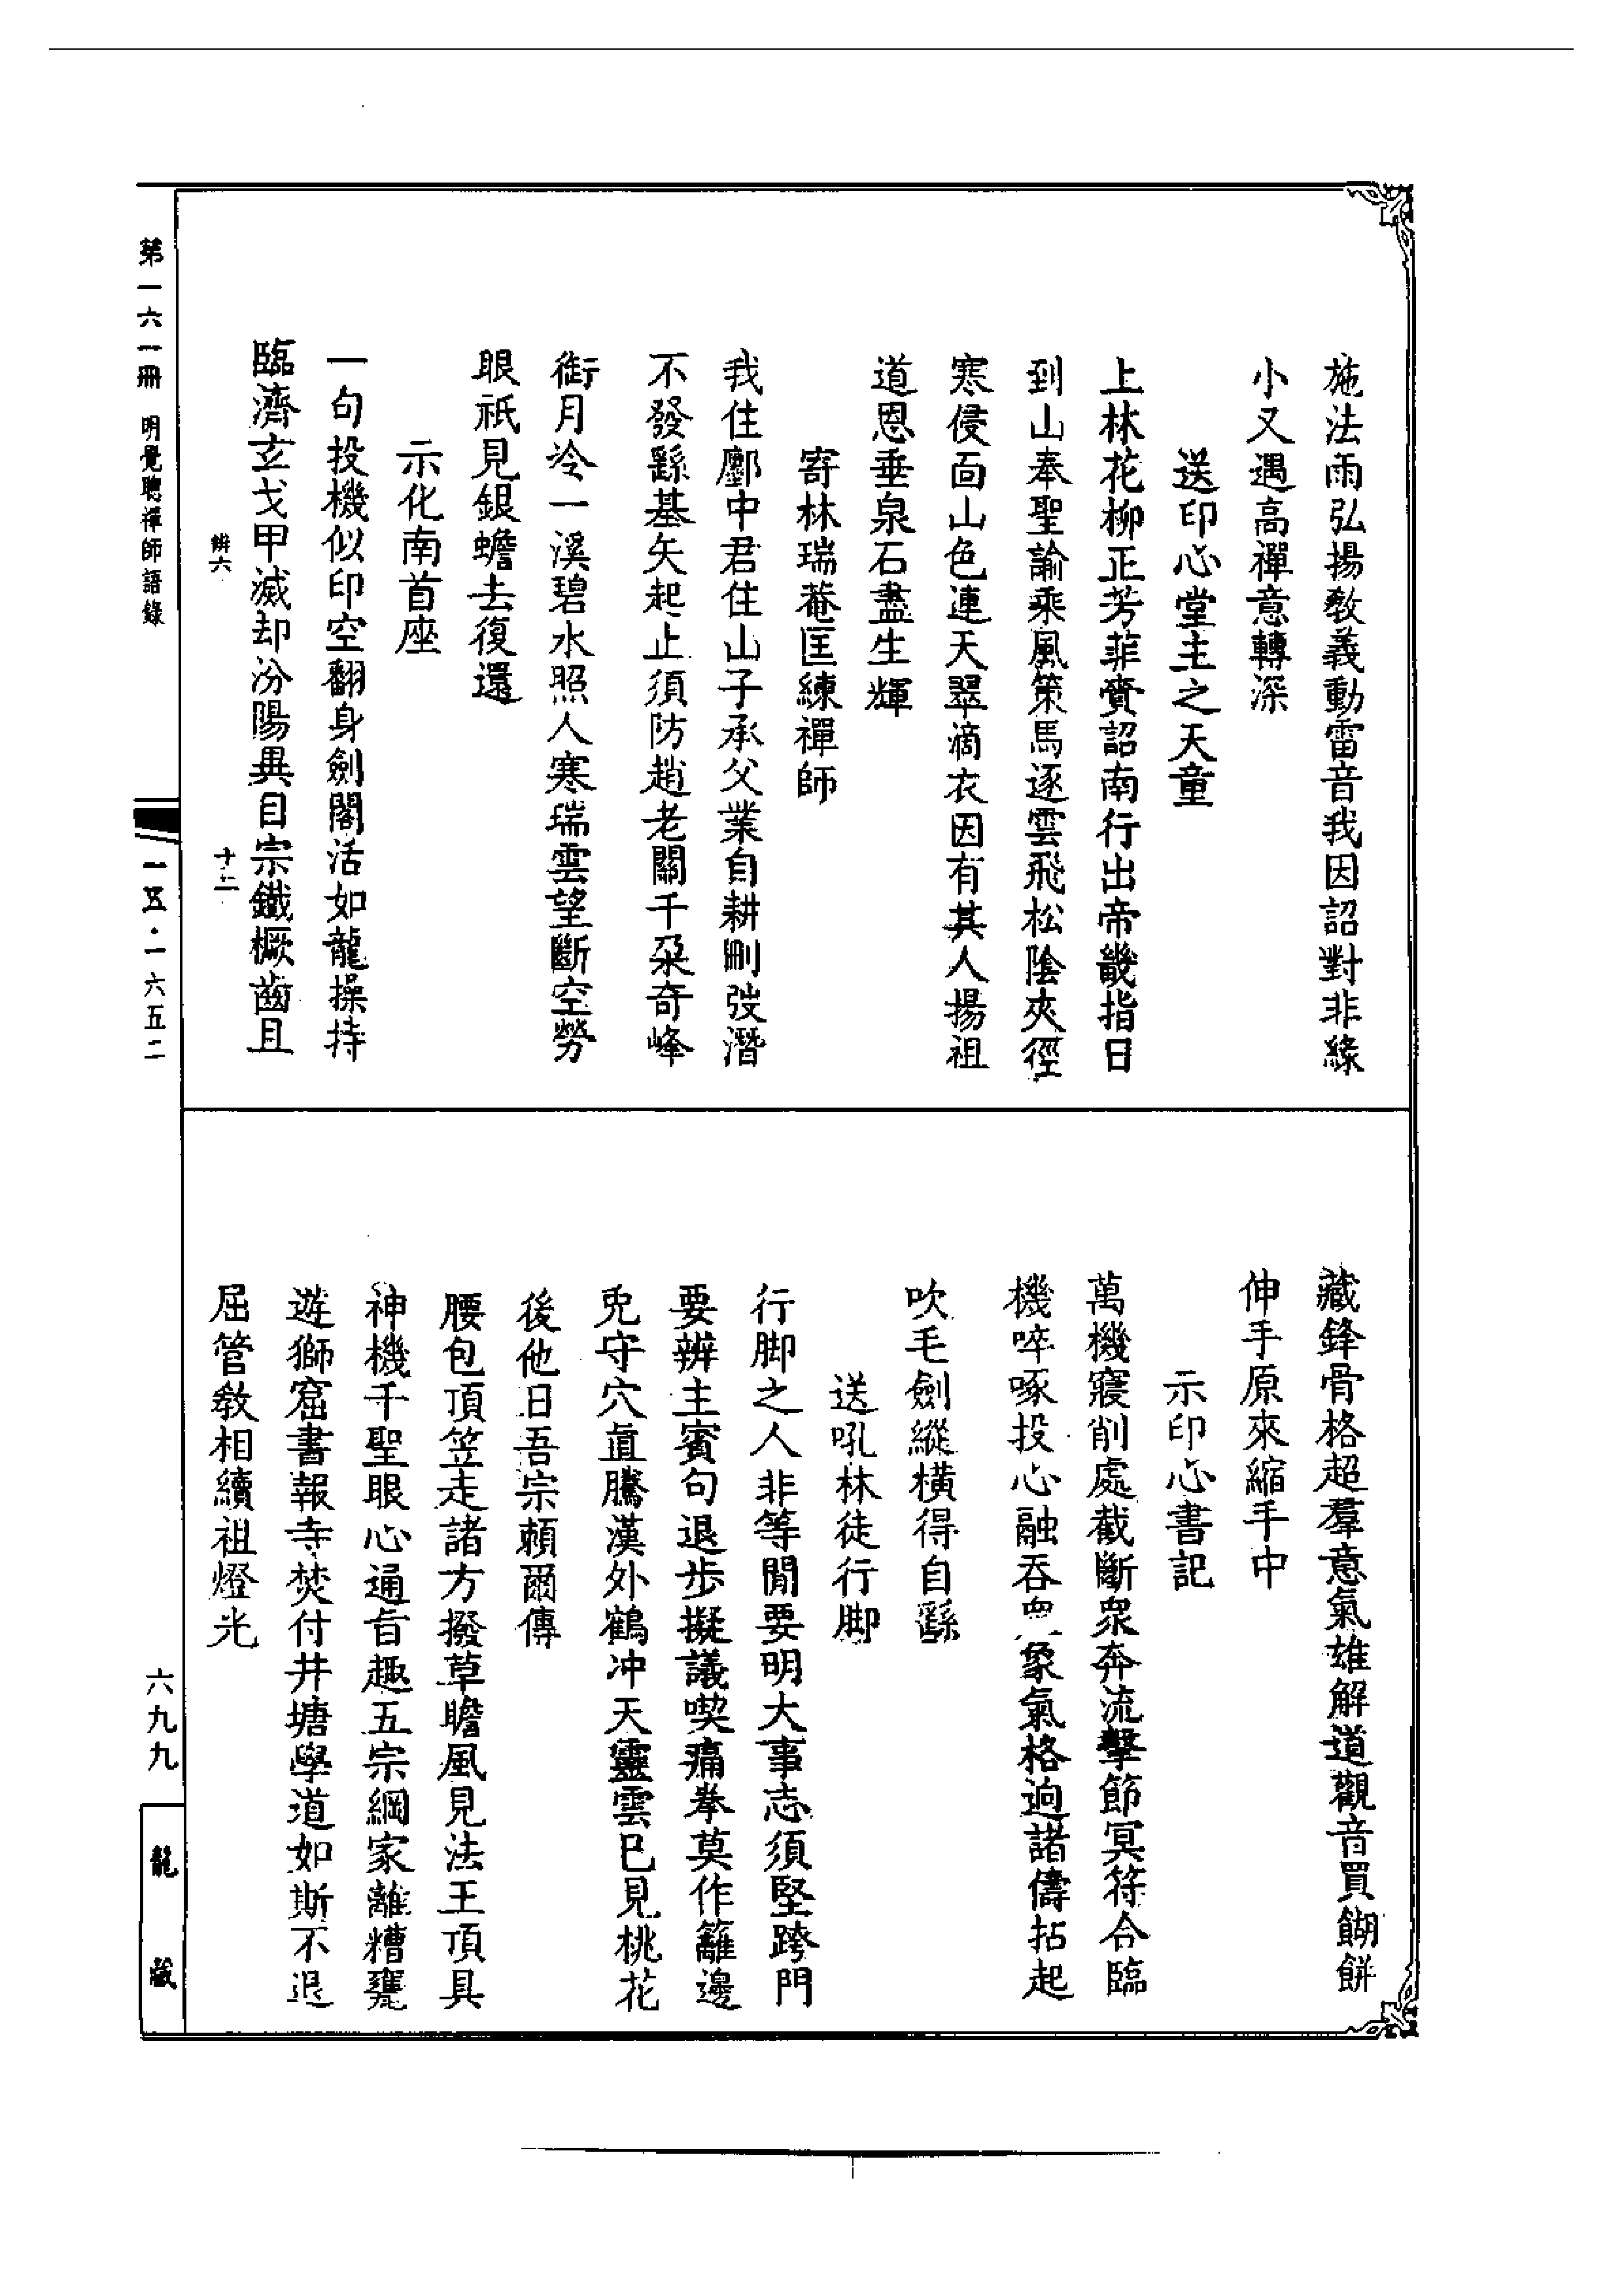 施法雨弘揚教義動雷音我因詔對非緣
小又遇高禪意轉深
送印心堂主之天童
上林花柳正芳菲賚詔南行出帝畿指日
到山奉聖諭乘風策馬逐雲飛松陰夾徑
寒侵面山色連天翠滴衣因有其人揚祖
道恩垂泉石盡生輝
寄林瑞菴匡練禪師
我住鄽中君住山子承父業自耕刪弢潛
不發繇基矢起止須防趙老關千朶奇峰
銜月冷一溪碧水照人寒瑞雲望斷空勞
眼祇見銀蟾去復還
示化南首座
一句投機似印空翻身劍閣活如龍操持
臨濟玄戈甲滅却汾陽異目宗鐵橛齒且
辨六
十二
藏鋒骨格超羣意氣雄解道觀音買餬餅
伸手原來縮手中
示印心書記
萬機寢削處截斷衆奔流擊節冥符合臨
機啐啄投心融吞象氣格逈諸儔拈起
吹毛劍縱橫得自繇
送吼林徒行脚
行脚之人非等閒要明大事志須堅跨門
要辨主賓句退步擬議喫痛拳莫作籬邊
兎守穴直騰漢外鶴冲天靈雲已見桃花
後他日吾宗賴爾傳
腰包頂笠走諸方撥草瞻風見法王頂具
神機千聖眼心通旨趣五宗綱家離糟甕
遊獅窟書報寺焚付井塘學道如斯不退
屈管教相續祖燈光
第一六一冊 明覺聰禪師語錄
一五·一六五二
六九九
龍藏